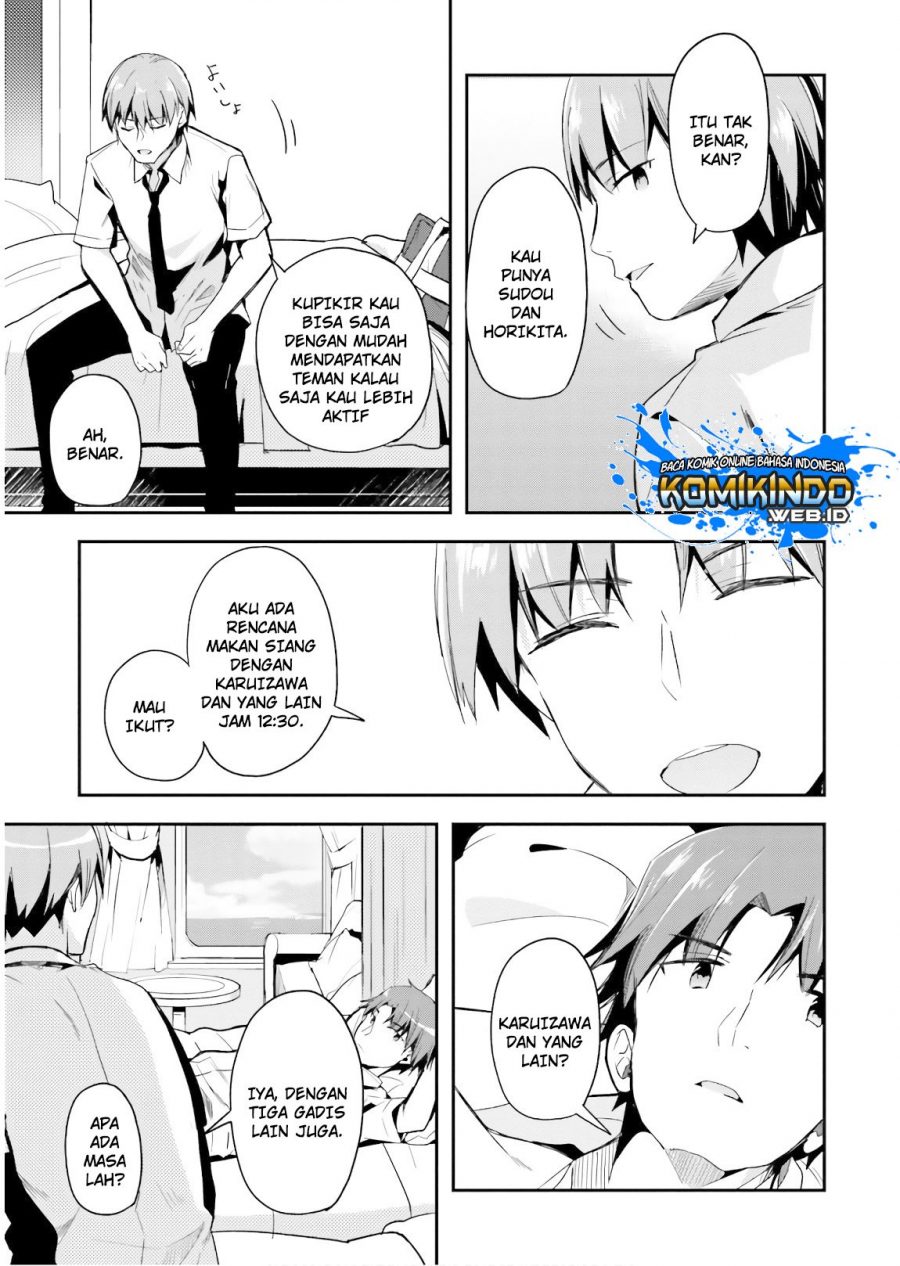 ITU TAK
BENAR,
KAN?
KAU
PUNYA
SUDOU
DAN
HORIKITA.
よいしょ
KUPIKIR KAU
BISA SAJA
DENGAN MUDAH
MENDAPATKAN
TEMAN KALAU
SAJA KAU LEBIH
AKTIF
AH,
BENAR.
BACA KOMIK ONLINE BAHASA INDONESIA
KOMIKINDO
WEB.ID
AKU ADA
RENCANA
MAKAN SIANG
DENGAN
KARUIZAWA
DAN YANG LAIN
JAM 12:30.
MAU
IKUT?
KARUIZAWA
DAN YANG
LAIN?
IYA, DENGAN
TIGA GADIS
LAIN JUGA.
APA
ADA
MASA
LAH?